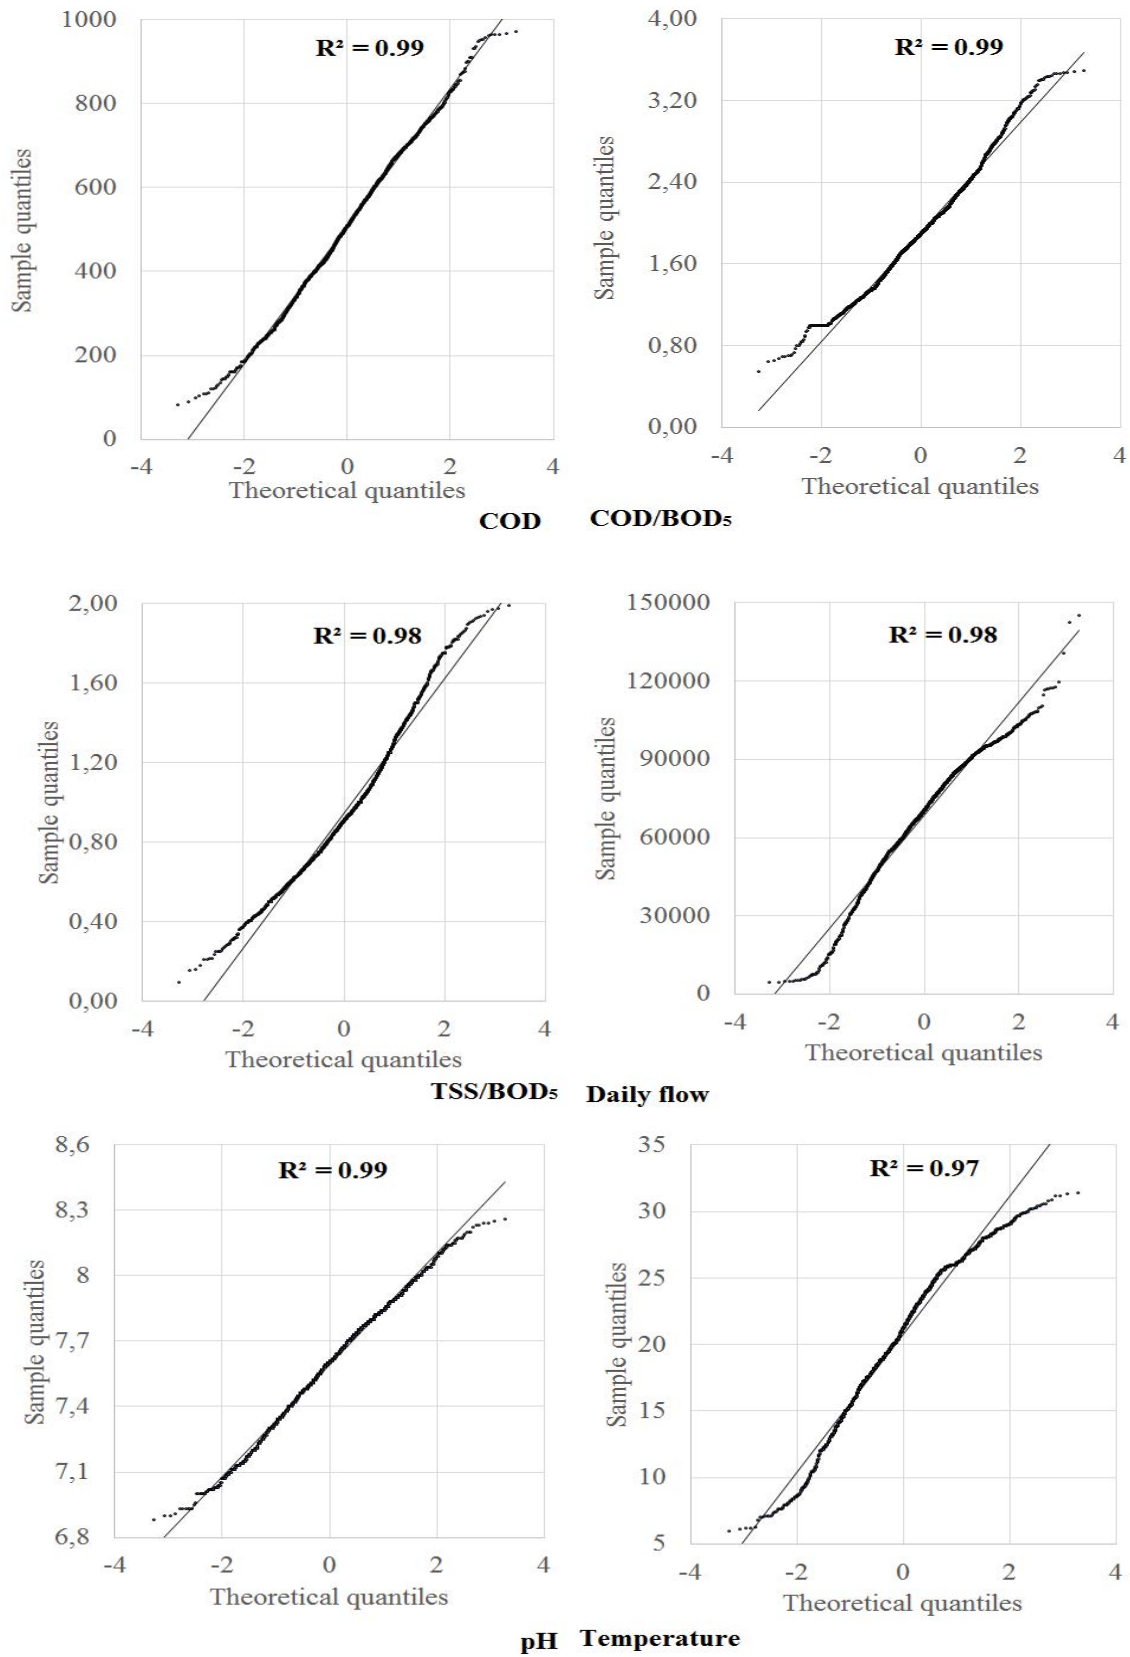 1000
800
600
400
200
0
-4 -2 0 2 4
Sample quantiles
Theoretical quantiles
R² = 0.99
COD
4,00
3,20
2,40
1,60
0,80
0,00
-4 -2 0 2 4
Sample quantiles
Theoretical quantiles
R² = 0.99
COD/BOD₅
2,00
1,60
1,20
0,80
0,40
0,00
-4 -2 0 2 4
Sample quantiles
Theoretical quantiles
R² = 0.98
TSS/BOD₅
150000
120000
90000
60000
30000
0
-4 -2 0 2 4
Sample quantiles
Theoretical quantiles
R² = 0.98
Daily flow
8,6
8,3
8
7,7
7,4
7,1
6,8
-4 -2 0 2 4
Sample quantiles
Theoretical quantiles
R² = 0.99
pH
35
30
25
20
15
10
5
-4 -2 0 2 4
Sample quantiles
Theoretical quantiles
R² = 0.97
Temperature